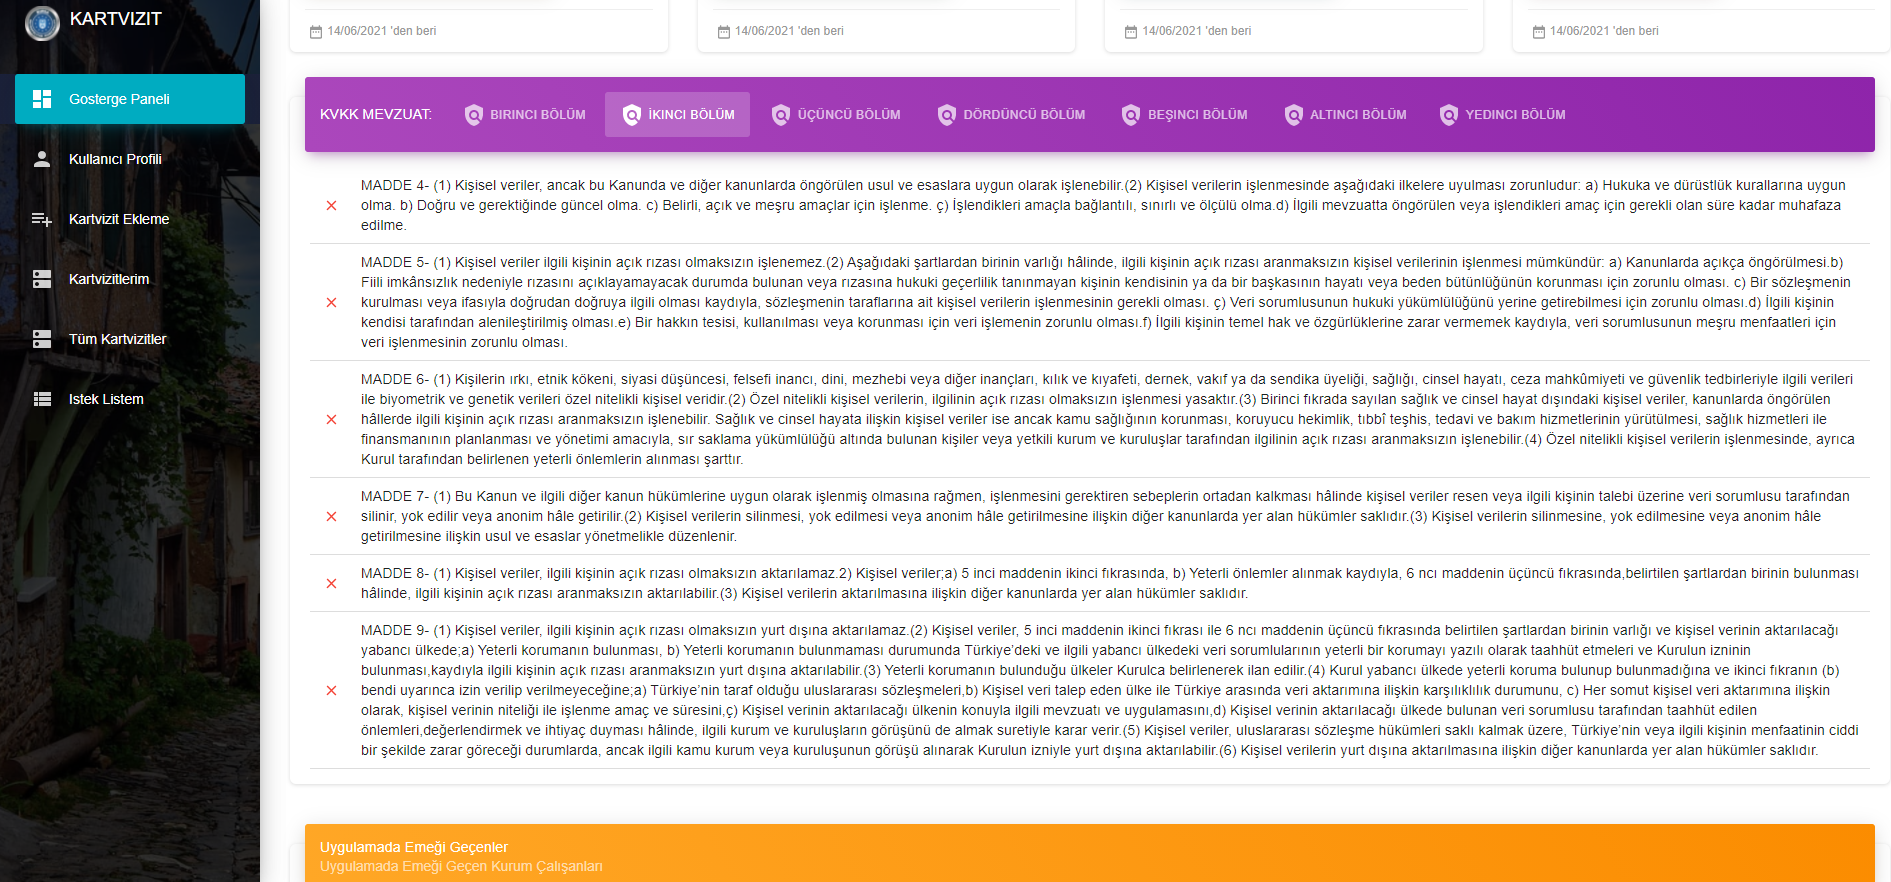 KARTVIZIT
Gosterge Paneli
Kullanıcı Profili
Kartvizit Ekleme
Kartvizitlerim
Tüm Kartvizitler
Istek Listem
14/06/2021 'den beri
14/06/2021 'den beri
14/06/2021 'den beri
14/06/2021 'den beri
KVKK MEVZUAT:
BIRINCI BÖLÜM
İKINCI BÖLÜM
ÜÇÜNCÜ BÖLÜM
DÖRDÜNCÜ BÖLÜM
BEŞINCI BÖLÜM
ALTINCI BÖLÜM
YEDINCI BÖLÜM
MADDE 4- (1) Kişisel veriler, ancak bu Kanunda ve diğer kanunlarda öngörülen usul ve esaslara uygun olarak işlenebilir.(2) Kişisel verilerin işlenmesinde aşağıdaki ilkelere uyulması zorunludur: a) Hukuka ve dürüstlük kurallarına uygun
olma. b) Doğru ve gerektiğinde güncel olma. c) Belirli, açık ve meşru amaçlar için işlenme. ç) İşlendikleri amaçla bağlantılı, sınırlı ve ölçülü olma.d) İlgili mevzuatta öngörülen veya işlendikleri amaç için gerekli olan süre kadar muhafaza
edilme.
MADDE 5- (1) Kişisel veriler ilgili kişinin açık rızası olmaksızın işlenemez.(2) Aşağıdaki şartlardan birinin varlığı hâlinde, ilgili kişinin açık rızası aranmaksızın kişisel verilerinin işlenmesi mümkündür: a) Kanunlarda açıkça öngörülmesi.b)
Fiili imkânsızlık nedeniyle rızasını açıklayamayacak durumda bulunan veya rızasına hukuki geçerlilik tanınmayan kişinin kendisinin ya da bir başkasının hayatı veya beden bütünlüğünün korunması için zorunlu olması. c) Bir sözleşmenin
kurulması veya ifasıyla doğrudan doğruya ilgili olması kaydıyla, sözleşmenin taraflarına ait kişisel verilerin işlenmesinin gerekli olması. ç) Veri sorumlusunun hukuki yükümlülüğünü yerine getirebilmesi için zorunlu olması.d) İlgili kişinin
kendisi tarafından alenileştirilmiş olması.e) Bir hakkın tesisi, kullanılması veya korunması için veri işlemenin zorunlu olması.f) İlgili kişinin temel hak ve özgürlüklerine zarar vermemek kaydıyla, veri sorumlusunun meşru menfaatleri için
veri işlenmesinin zorunlu olması.
MADDE 6- (1) Kişilerin ırkı, etnik kökeni, siyasi düşüncesi, felsefi inancı, dini, mezhebi veya diğer inançları, kılık ve kıyafeti, dernek, vakıf ya da sendika üyeliği, sağlığı, cinsel hayatı, ceza mahkûmiyeti ve güvenlik tedbirleriyle ilgili verileri
ile biyometrik ve genetik verileri özel nitelikli kişisel veridir.(2) Özel nitelikli kişisel verilerin, ilgilinin açık rızası olmaksızın işlenmesi yasaktır.(3) Birinci fıkrada sayılan sağlık ve cinsel hayat dışındaki kişisel veriler, kanunlarda öngörülen
hâllerde ilgili kişinin açık rızası aranmaksızın işlenebilir. Sağlık ve cinsel hayata ilişkin kişisel veriler ise ancak kamu sağlığının korunması, koruyucu hekimlik, tıbbî teşhis, tedavi ve bakım hizmetlerinin yürütülmesi, sağlık hizmetleri ile
finansmanının planlanması ve yönetimi amacıyla, sır saklama yükümlülüğü altında bulunan kişiler veya yetkili kurum ve kuruluşlar tarafından ilgilinin açık rızası aranmaksızın işlenebilir.(4) Özel nitelikli kişisel verilerin işlenmesinde, ayrıca
Kurul tarafından belirlenen yeterli önlemlerin alınması şarttır.
MADDE 7- (1) Bu Kanun ve ilgili diğer kanun hükümlerine uygun olarak işlenmiş olmasına rağmen, işlenmesini gerektiren sebeplerin ortadan kalkması hâlinde kişisel veriler resen veya ilgili kişinin talebi üzerine veri sorumlusu tarafından
silinir, yok edilir veya anonim hâle getirilir.(2) Kişisel verilerin silinmesi, yok edilmesi veya anonim hâle getirilmesine ilişkin diğer kanunlarda yer alan hükümler saklıdır.(3) Kişisel verilerin silinmesine, yok edilmesine veya anonim hâle
getirilmesine ilişkin usul ve esaslar yönetmelikle düzenlenir.
MADDE 8- (1) Kişisel veriler, ilgili kişinin açık rızası olmaksızın aktarılamaz.2) Kişisel veriler;a) 5 inci maddenin ikinci fıkrasında, b) Yeterli önlemler alınmak kaydıyla, 6 ncı maddenin üçüncü fıkrasında,belirtilen şartlardan birinin bulunması
hâlinde, ilgili kişinin açık rızası aranmaksızın aktarılabilir.(3) Kişisel verilerin aktarılmasına ilişkin diğer kanunlarda yer alan hükümler saklıdır.
MADDE 9- (1) Kişisel veriler, ilgili kişinin açık rızası olmaksızın yurt dışına aktarılamaz.(2) Kişisel veriler, 5 inci maddenin ikinci fıkrası ile 6 ncı maddenin üçüncü fıkrasında belirtilen şartlardan birinin varlığı ve kişisel verinin aktarılacağı
yabancı ülkede;a) Yeterli korumanın bulunması, b) Yeterli korumanın bulunmaması durumunda Türkiye’deki ve ilgili yabancı ülkedeki veri sorumlularının yeterli bir korumayı yazılı olarak taahhüt etmeleri ve Kurulun izninin
bulunması,kaydıyla ilgili kişinin açık rızası aranmaksızın yurt dışına aktarılabilir.(3) Yeterli korumanın bulunduğu ülkeler Kurulca belirlenerek ilan edilir.(4) Kurul yabancı ülkede yeterli koruma bulunup bulunmadığına ve ikinci fıkranın (b)
bendi uyarınca izin verilip verilmeyeceğine;a) Türkiye’nin taraf olduğu uluslararası sözleşmeleri,b) Kişisel veri talep eden ülke ile Türkiye arasında veri aktarımına ilişkin karşılıklılık durumunu, c) Her somut kişisel veri aktarımına ilişkin
olarak, kişisel verinin niteliği ile işlenme amaç ve süresini,ç) Kişisel verinin aktarılacağı ülkenin konuyla ilgili mevzuatı ve uygulamasını,d) Kişisel verinin aktarılacağı ülkede bulunan veri sorumlusu tarafından taahhüt edilen
önlemleri,değerlendirmek ve ihtiyaç duyması hâlinde, ilgili kurum ve kuruluşların görüşünü de almak suretiyle karar verir.(5) Kişisel veriler, uluslararası sözleşme hükümleri saklı kalmak üzere, Türkiye’nin veya ilgili kişinin menfaatinin ciddi
bir şekilde zarar göreceği durumlarda, ancak ilgili kamu kurum veya kuruluşunun görüşü alınarak Kurulun izniyle yurt dışına aktarılabilir.(6) Kişisel verilerin yurt dışına aktarılmasına ilişkin diğer kanunlarda yer alan hükümler saklıdır.
Uygulamada Emeği Geçenler
Uygulamada Emeği Geçen Kurum Çalışanları